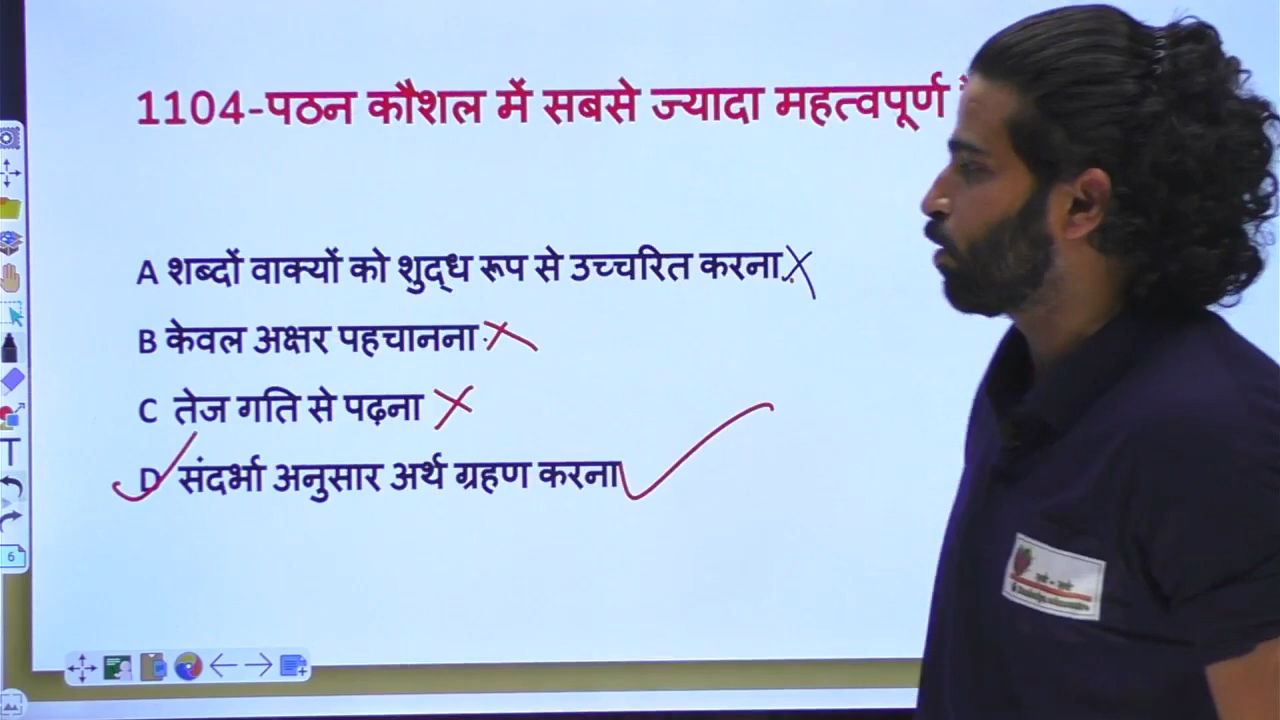 1104-पठन कौशल में सबसे ज्यादा महत्वपूर्ण
A शब्दों वाक्यों को शुद्ध रूप से उच्चरित करना.
B केवल अक्षर पहचानना
C तेज गति से पढ़ना
D संदर्भा अनुसार अर्थ ग्रहण करना
6